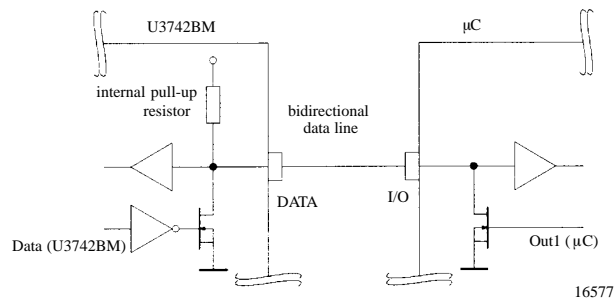 U3742BM
µC
internal pull-up
resistor
bidirectional
data line
DATA
I/O
Data (U3742BM)
Out1 (µC)
16577